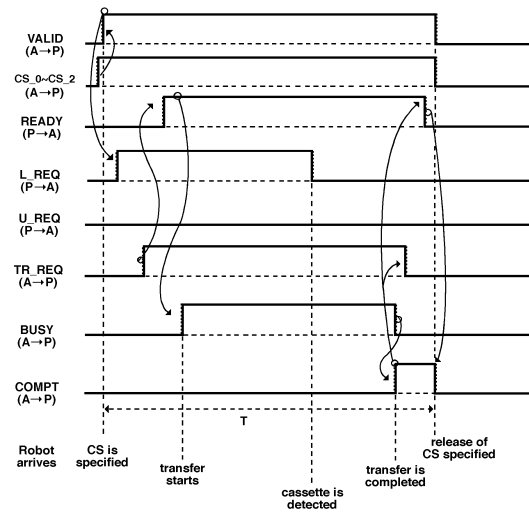 VALID
(A→P)
CS_0~CS_2
(A→P)
READY
(P→A)
L_REQ
(P→A)
U_REQ
(P→A)
TR_REQ
(A→P)
BUSY
(A→P)
COMPT
(A→P)
T
Robot
arrives
CS is
specified
transfer
starts
cassette is
detected
transfer is
completed
release of
CS specified